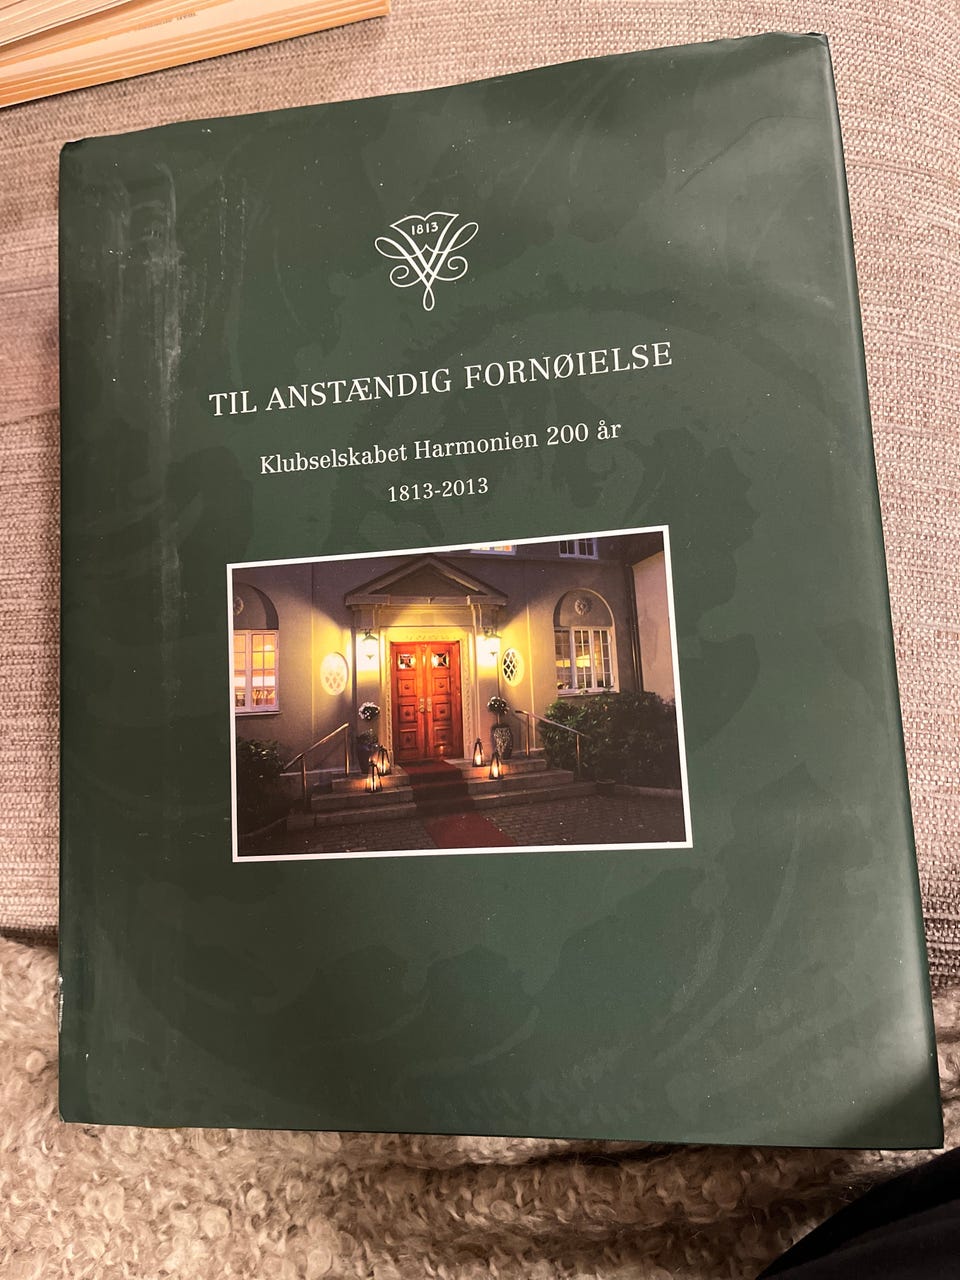 1813
TIL ANSTÆNDIG FORNØIELSE
Klubselskabet Harmonien 200 år
1813-2013